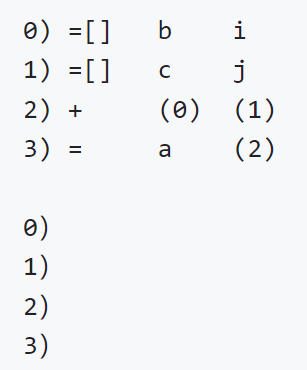 0) =[] b i
1) =[] c j
2) + (0) (1)
3) = a (2)
0)
1)
2)
3)